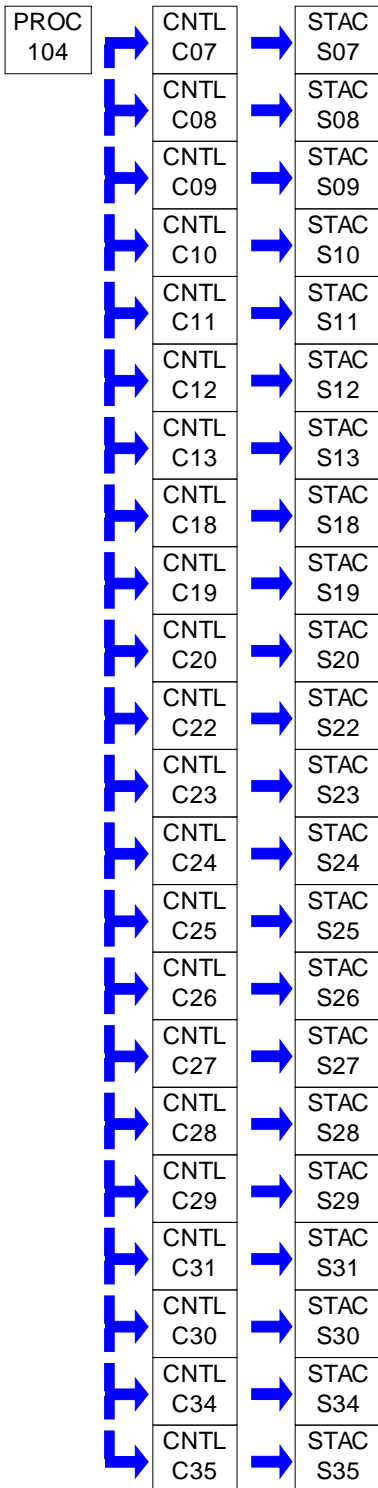 PROC
104
CNTL
C07
STAC
S07
CNTL
C08
STAC
S08
CNTL
C09
STAC
S09
CNTL
C10
STAC
S10
CNTL
C11
STAC
S11
CNTL
C12
STAC
S12
CNTL
C13
STAC
S13
CNTL
C18
STAC
S18
CNTL
C19
STAC
S19
CNTL
C20
STAC
S20
CNTL
C22
STAC
S22
CNTL
C23
STAC
S23
CNTL
C24
STAC
S24
CNTL
C25
STAC
S25
CNTL
C26
STAC
S26
CNTL
C27
STAC
S27
CNTL
C28
STAC
S28
CNTL
C29
STAC
S29
CNTL
C31
STAC
S31
CNTL
C30
STAC
S30
CNTL
C34
STAC
S34
CNTL
C35
STAC
S35